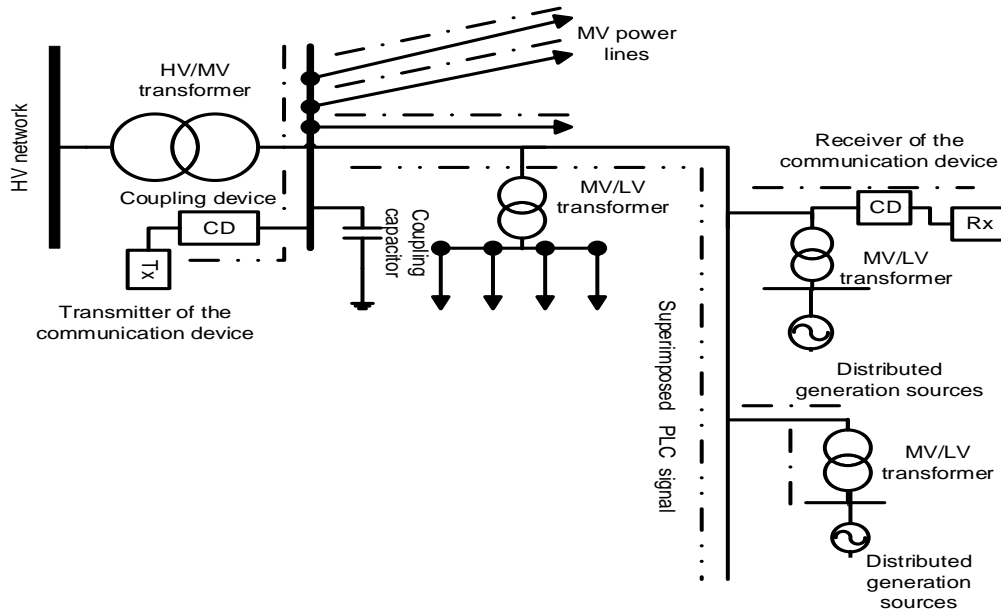 MV power
lines
HV/MV
transformer
HV network
Receiver of the
communication device
Coupling device
CD
Tx
Transmitter of the
communication device
Coupling
capacitor
MV/LV
transformer
CD
Rx
MV/LV
transformer
Distributed
generation sources
Superimposed PLC signal
MV/LV
transformer
Distributed
generation
sources